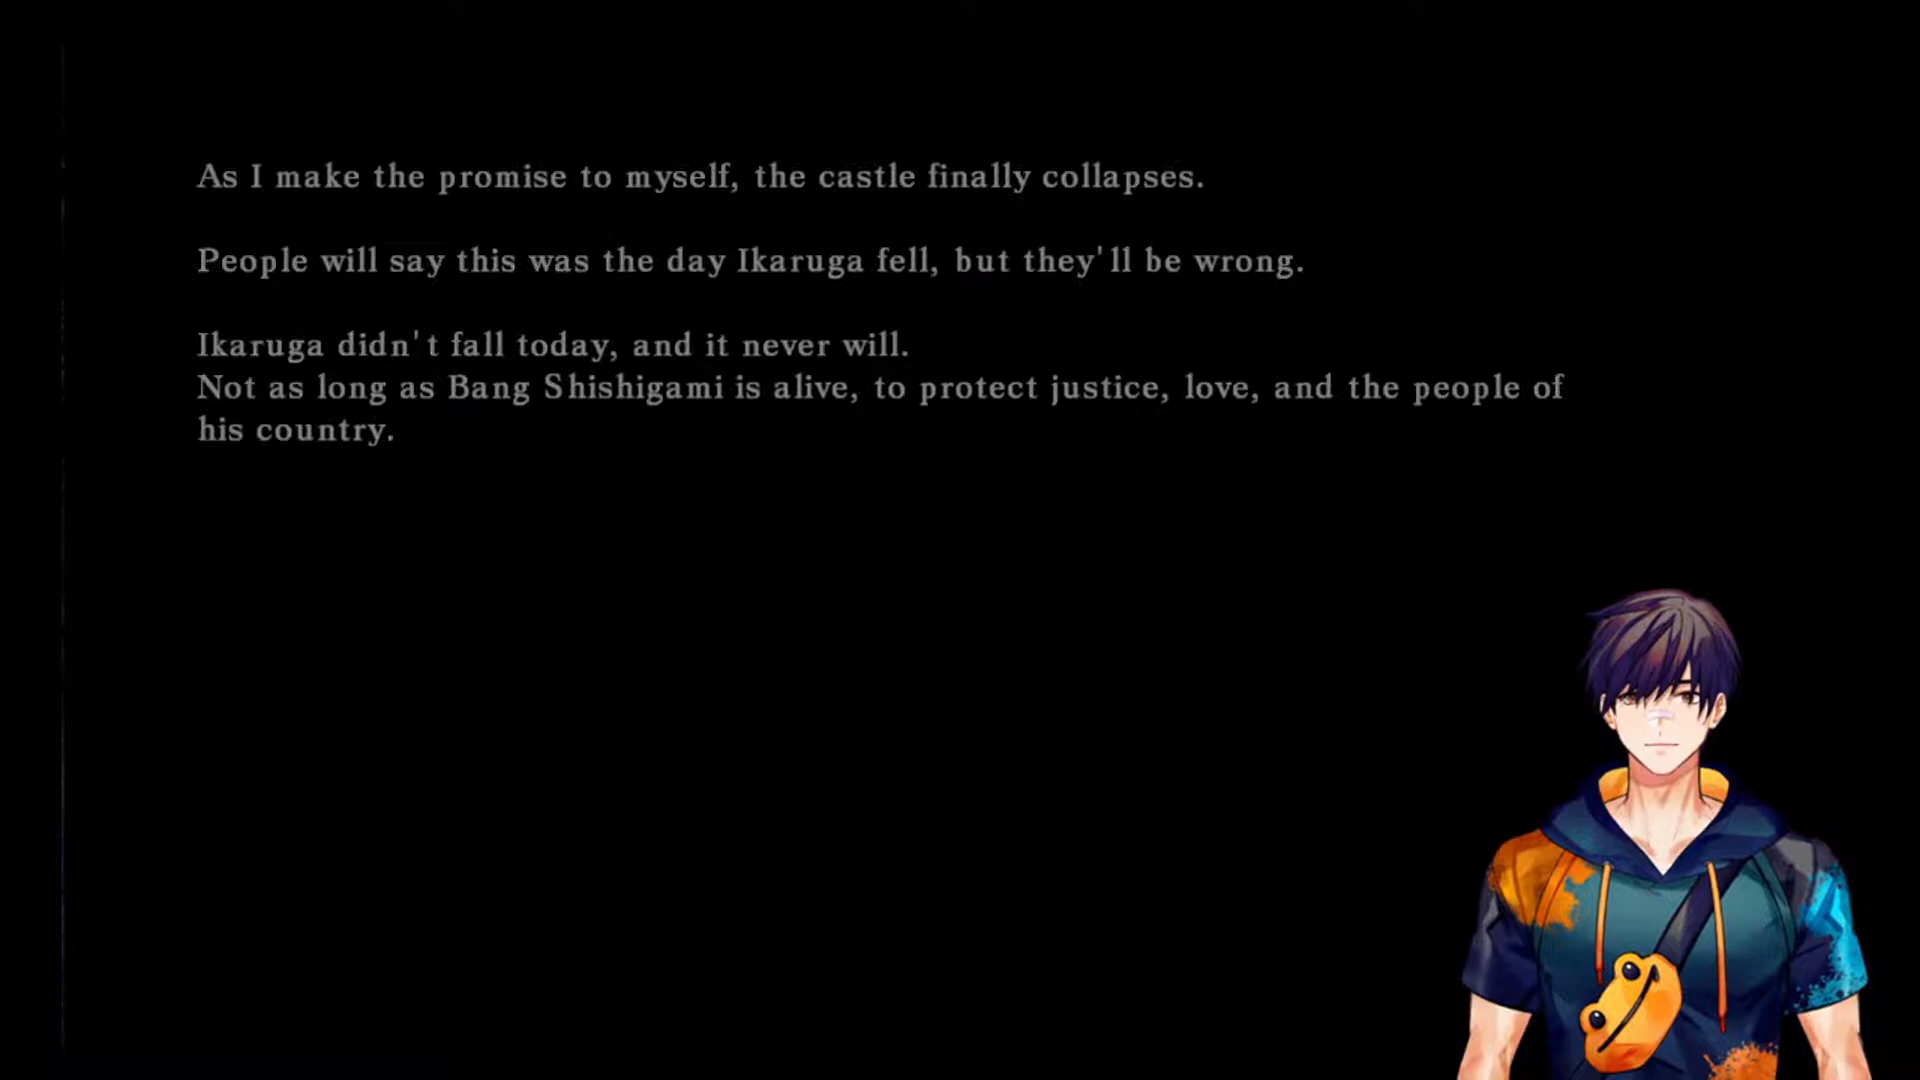 As I make the promise to myself, the castle finally collapses.
People will say this was the day Ikaruga fell, but they'll be wrong.
Ikaruga didn't fall today, and it never will.
Not as long as Bang Shishigami is alive, to protect justice, love, and the people of
his country.